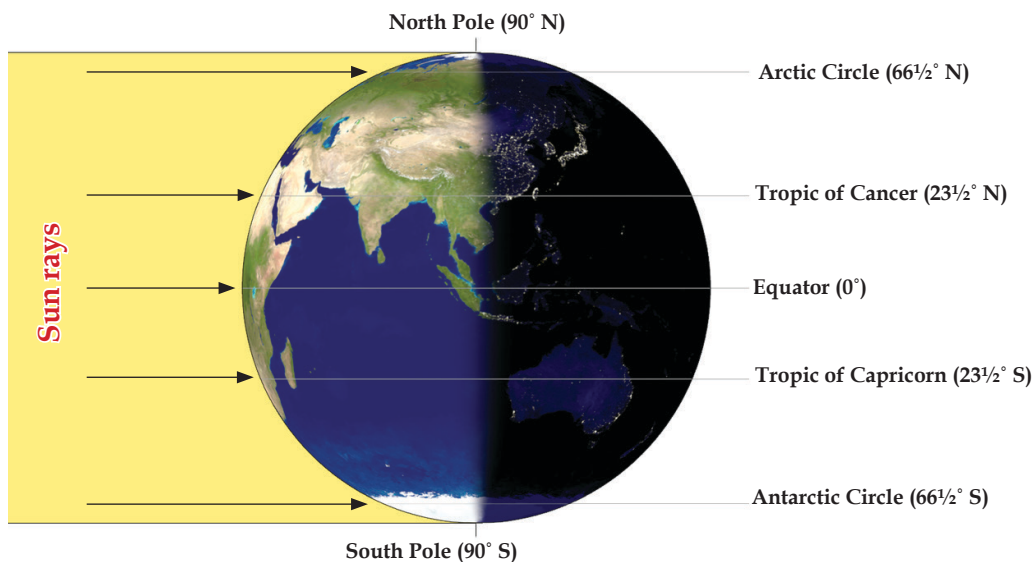 North Pole (90° N)
Arctic Circle (66½° N)
Tropic of Cancer (23½° N)
Sun rays
Equator (0°)
Tropic of Capricorn (23½° S)
Antarctic Circle (66½° S)
South Pole (90° S)